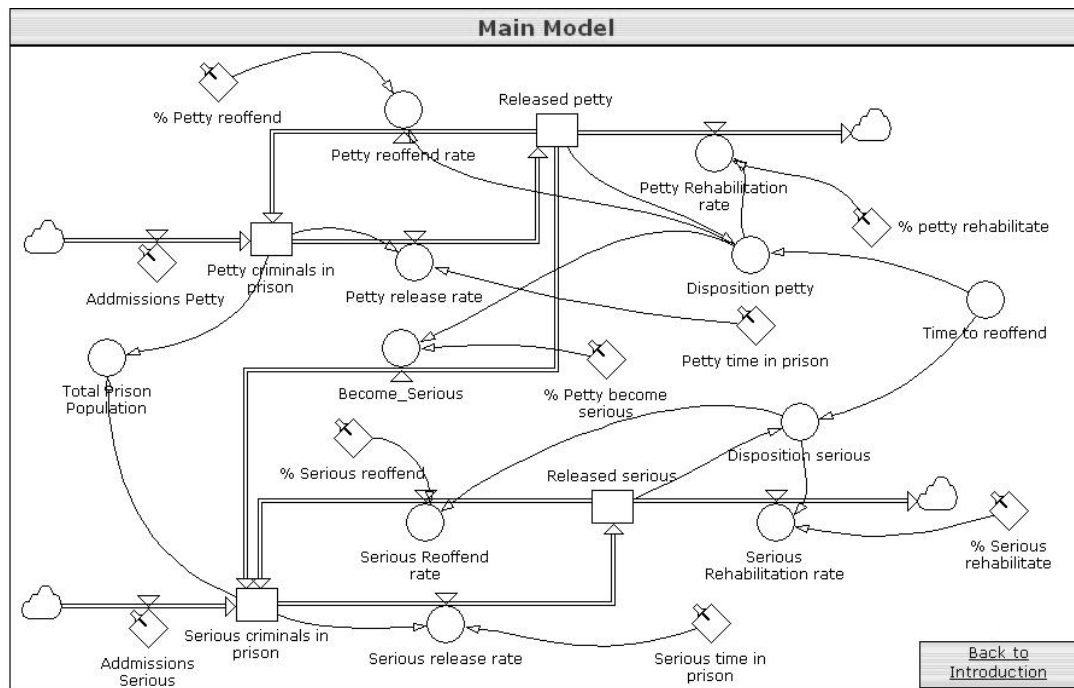 Main Model
% Petty reoffend
Released petty
Petty reoffend rate
Petty Rehabilitation
rate
% petty rehabilitate
Addmissions Petty
Petty criminals in
prison
Petty release rate
Disposition petty
Time to reoffend
Petty time in prison
Total Prison
Population
Become_Serious
% Petty become
serious
% Serious reoffend
Released serious
Disposition serious
Serious Reoffend
rate
Serious
Rehabilitation rate
% Serious
rehabilitate
Addmissions
Serious
Serious criminals in
prison
Serious release rate
Serious time in
prison
Back to
Introduction